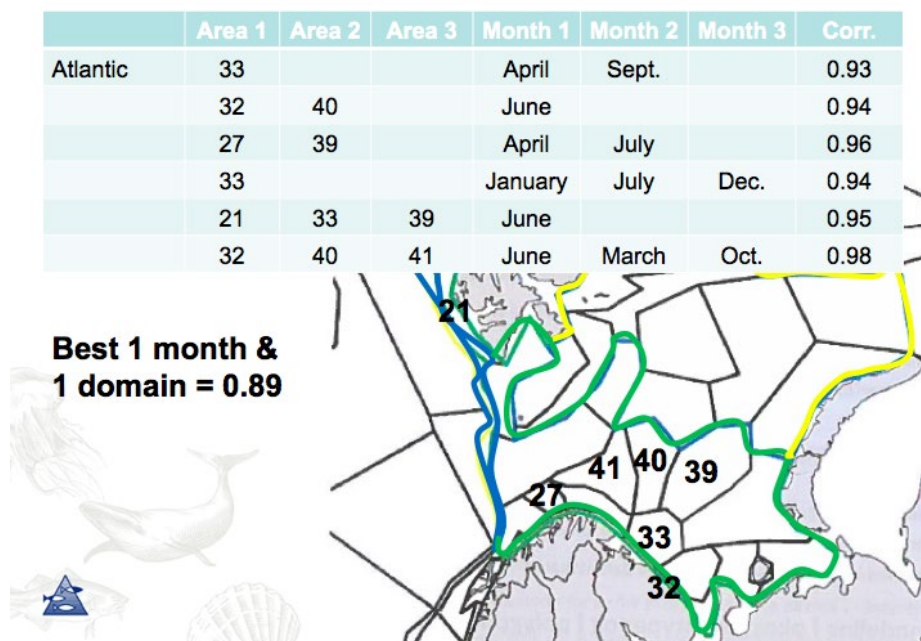 Area 1 Area 2 Area 3 Month 1 Month 2 Month 3 Corr.
Atlantic 33 April Sept. 0.93
32 40 June 0.94
27 39 April July 0.96
33 January July Dec. 0.94
21 33 39 June 0.95
32 40 41 June March Oct. 0.98
21
Best 1 month &
1 domain = 0.89
41 40 39
27
33
32